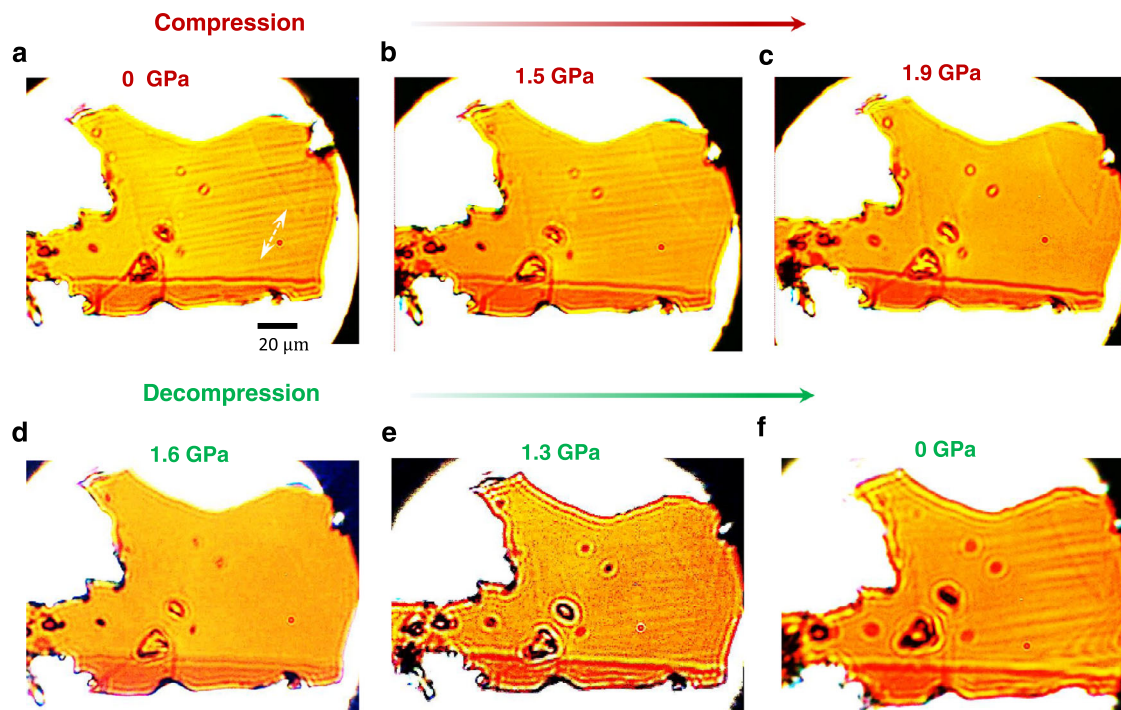 Compression
a
0 GPa
b
1.5 GPa
c
1.9 GPa
20 μm
Decompression
d
1.6 GPa
e
1.3 GPa
f
0 GPa